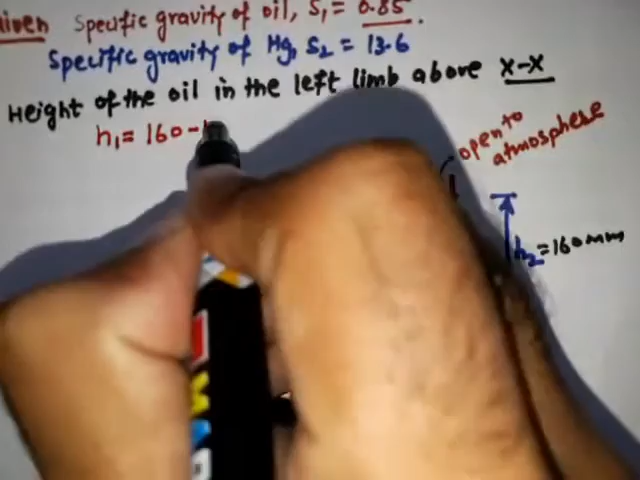 Given Specific gravity of oil, S1 = 0.85.
Specific gravity of Hg, S2 = 13.6
Height of the oil in the left limb above X-X
h1 = 160 -
open to
atmosphere
h2 = 160mm